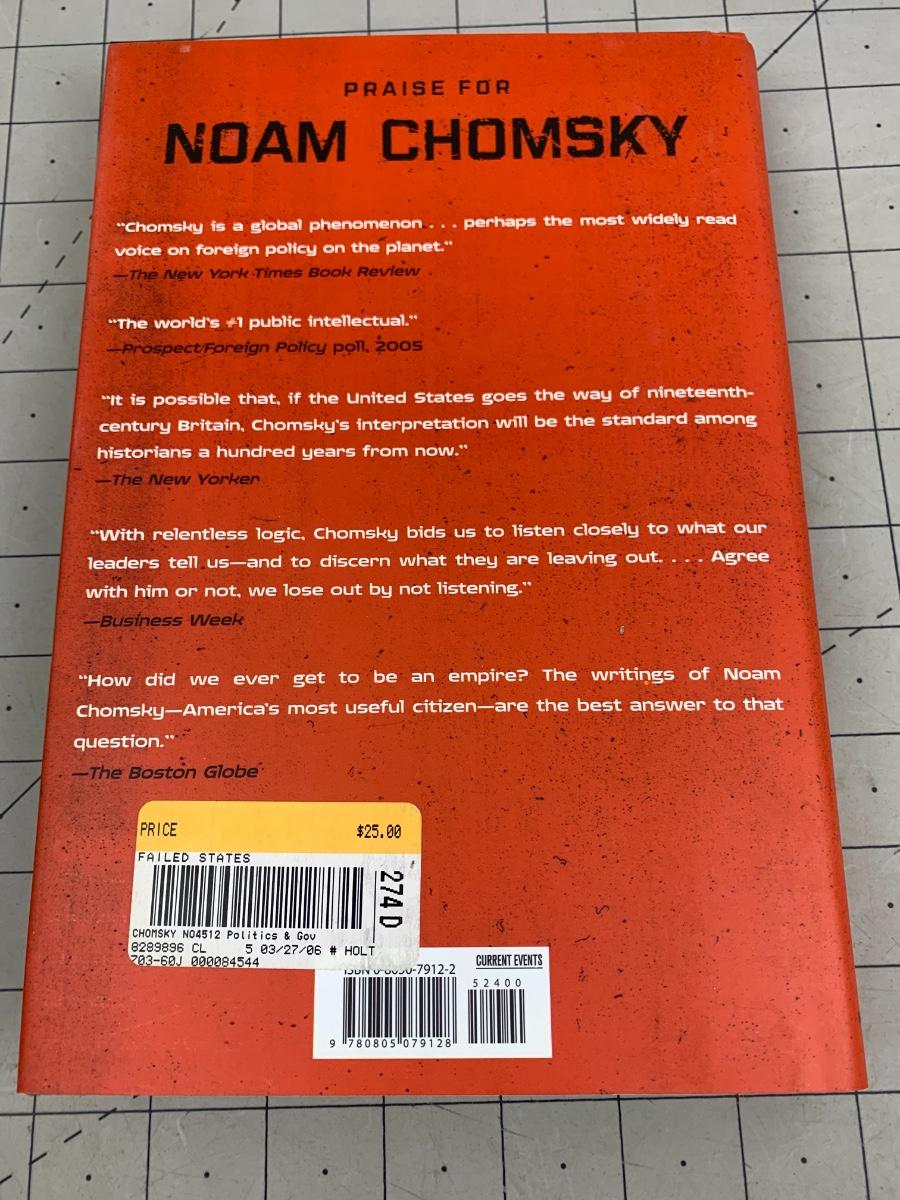 PRAISE FOR
NOAM CHOMSKY
“Chomsky is a global phenomenon . . . perhaps the most widely read
voice on foreign policy on the planet.”
—The New York Times Book Review
“The world’s #1 public intellectual.”
—Prospect/Foreign Policy poll, 2005
“It is possible that, if the United States goes the way of nineteenth-
century Britain, Chomsky’s interpretation will be the standard among
historians a hundred years from now.”
—The New Yorker
“With relentless logic, Chomsky bids us to listen closely to what our
leaders tell us—and to discern what they are leaving out. . . . Agree
with him or not, we lose out by not listening.”
—Business Week
“How did we ever get to be an empire? The writings of Noam
Chomsky—America’s most useful citizen—are the best answer to that
question.”
—The Boston Globe
PRICE $25.00
FAILED STATES
274 D
CHOMSKY NO4512 Politics & Gov
8289896 CL 5 03/27/06 # HOLT
703-60J 000084544
CURRENT EVENTS
ISBN 7912-2
52400
9 780805 079128